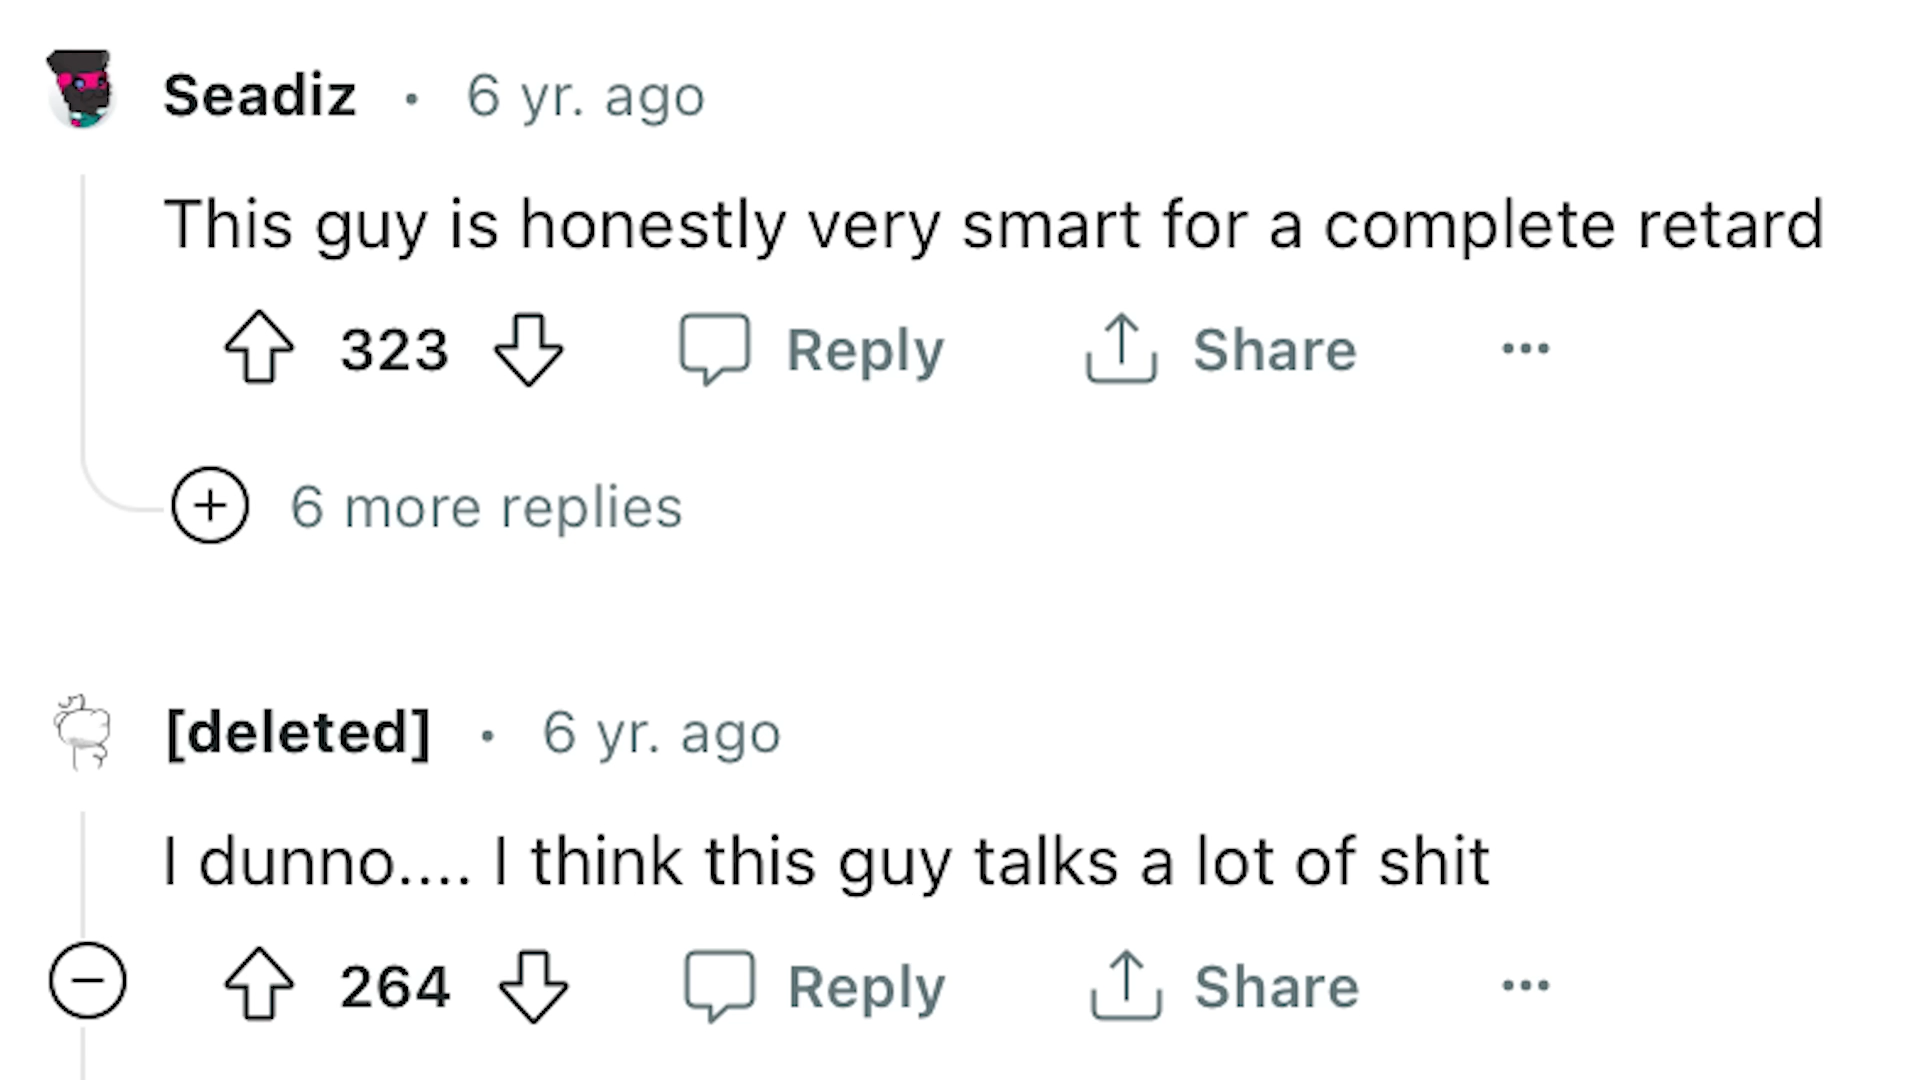 Seadiz • 6 yr. ago
This guy is honestly very smart for a complete retard
323 Reply Share ...
6 more replies
[deleted] • 6 yr. ago
I dunno.... I think this guy talks a lot of shit
264 Reply Share ...